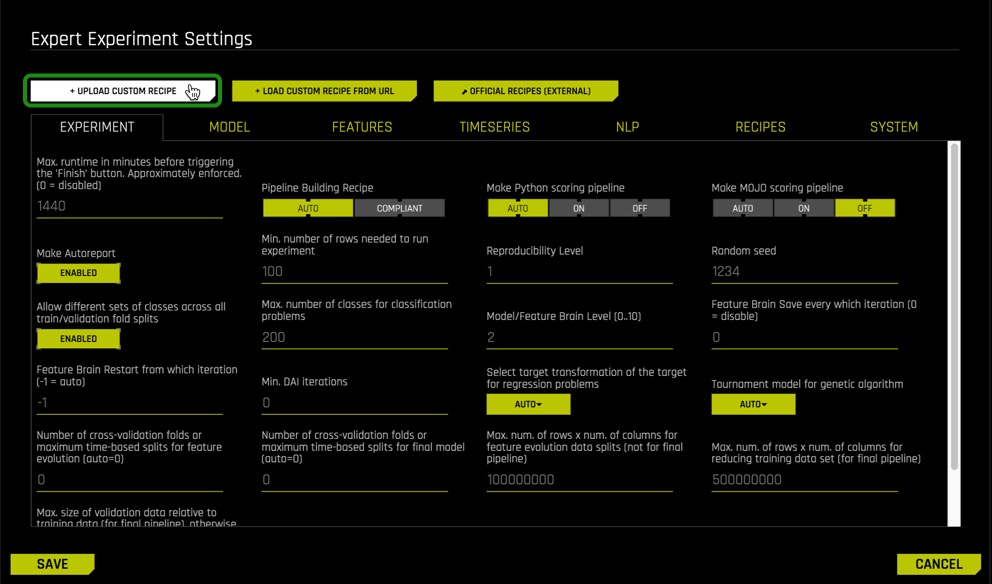 Expert Experiment Settings
+ UPLOAD CUSTOM RECIPE
+ LOAD CUSTOM RECIPE FROM URL
OFFICIAL RECIPES (EXTERNAL)
EXPERIMENT
MODEL
FEATURES
TIMESERIES
NLP
RECIPES
SYSTEM
Max. runtime in minutes before triggering
the 'Finish' button. Approximately enforced.
(0 = disabled)
1440
Pipeline Building Recipe
AUTO
COMPLIANT
Make Python scoring pipeline
AUTO
ON
OFF
Make MOJO scoring pipeline
AUTO
ON
OFF
Make Autoreport
ENABLED
Min. number of rows needed to run
experiment
100
Reproducibility Level
1
Random seed
1234
Allow different sets of classes across all
train/validation fold splits
ENABLED
Max. number of classes for classification
problems
200
Model/Feature Brain Level (0..10)
2
Feature Brain Save every which iteration (0
= disable)
0
Feature Brain Restart from which iteration
(-1 = auto)
-1
Min. DAI iterations
0
Select target transformation of the target
for regression problems
AUTO
Tournament model for genetic algorithm
AUTO
Number of cross-validation folds or
maximum time-based splits for feature
evolution (auto=0)
0
Number of cross-validation folds or
maximum time-based splits for final model
(auto=0)
0
Max. num. of rows x num. of columns for
feature evolution data splits (not for final
pipeline)
100000000
Max. num. of rows x num. of columns for
reducing training data set (for final pipeline)
500000000
Max. size of validation data relative to
training data (for final pipeline), otherwise
SAVE
CANCEL